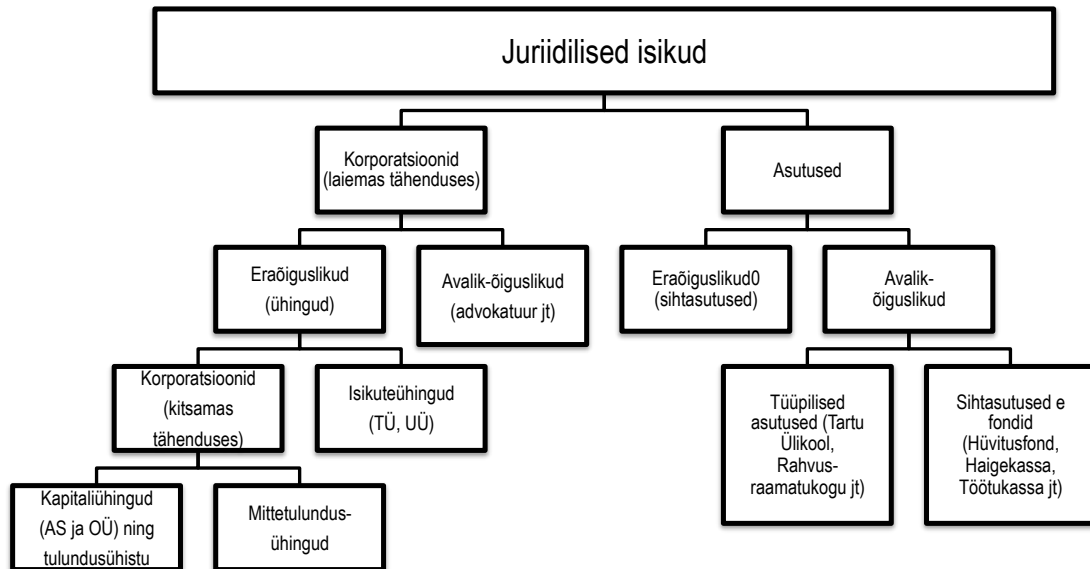 Juriidilised isikud
Korporatsioonid
(laiemas tähenduses)
Asutused
Eraõiguslikud
(ühingud)
Avalik-õiguslikud
(advokatuur jt)
Eraõiguslikud0
(sihtasutused)
Avalik-
õiguslikud
Korporatsioonid
(kitsamas
tähenduses)
Isikuteühingud
(TÜ, UÜ)
Tüüpilised
asutused (Tartu
Ülikool,
Rahvus-
raamatukogu jt)
Sihtasutused e
fondid
(Hüvitusfond,
Haigekassa,
Töötukassa jt)
Kapitaliühingud
(AS ja OÜ) ning
tulundusühistu
Mittetulundus-
ühingud